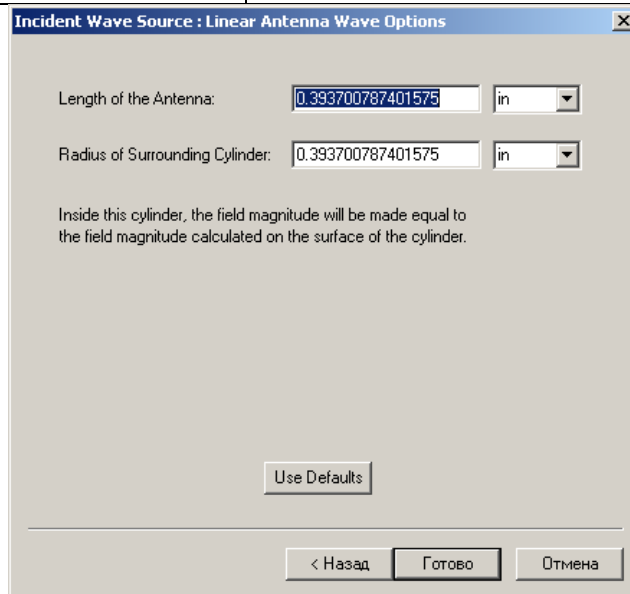 Incident Wave Source : Linear Antenna Wave Options
Length of the Antenna: 0.393700787401575 in
Radius of Surrounding Cylinder: 0.393700787401575 in
Inside this cylinder, the field magnitude will be made equal to
the field magnitude calculated on the surface of the cylinder.
Use Defaults
< Назад Готово Отмена